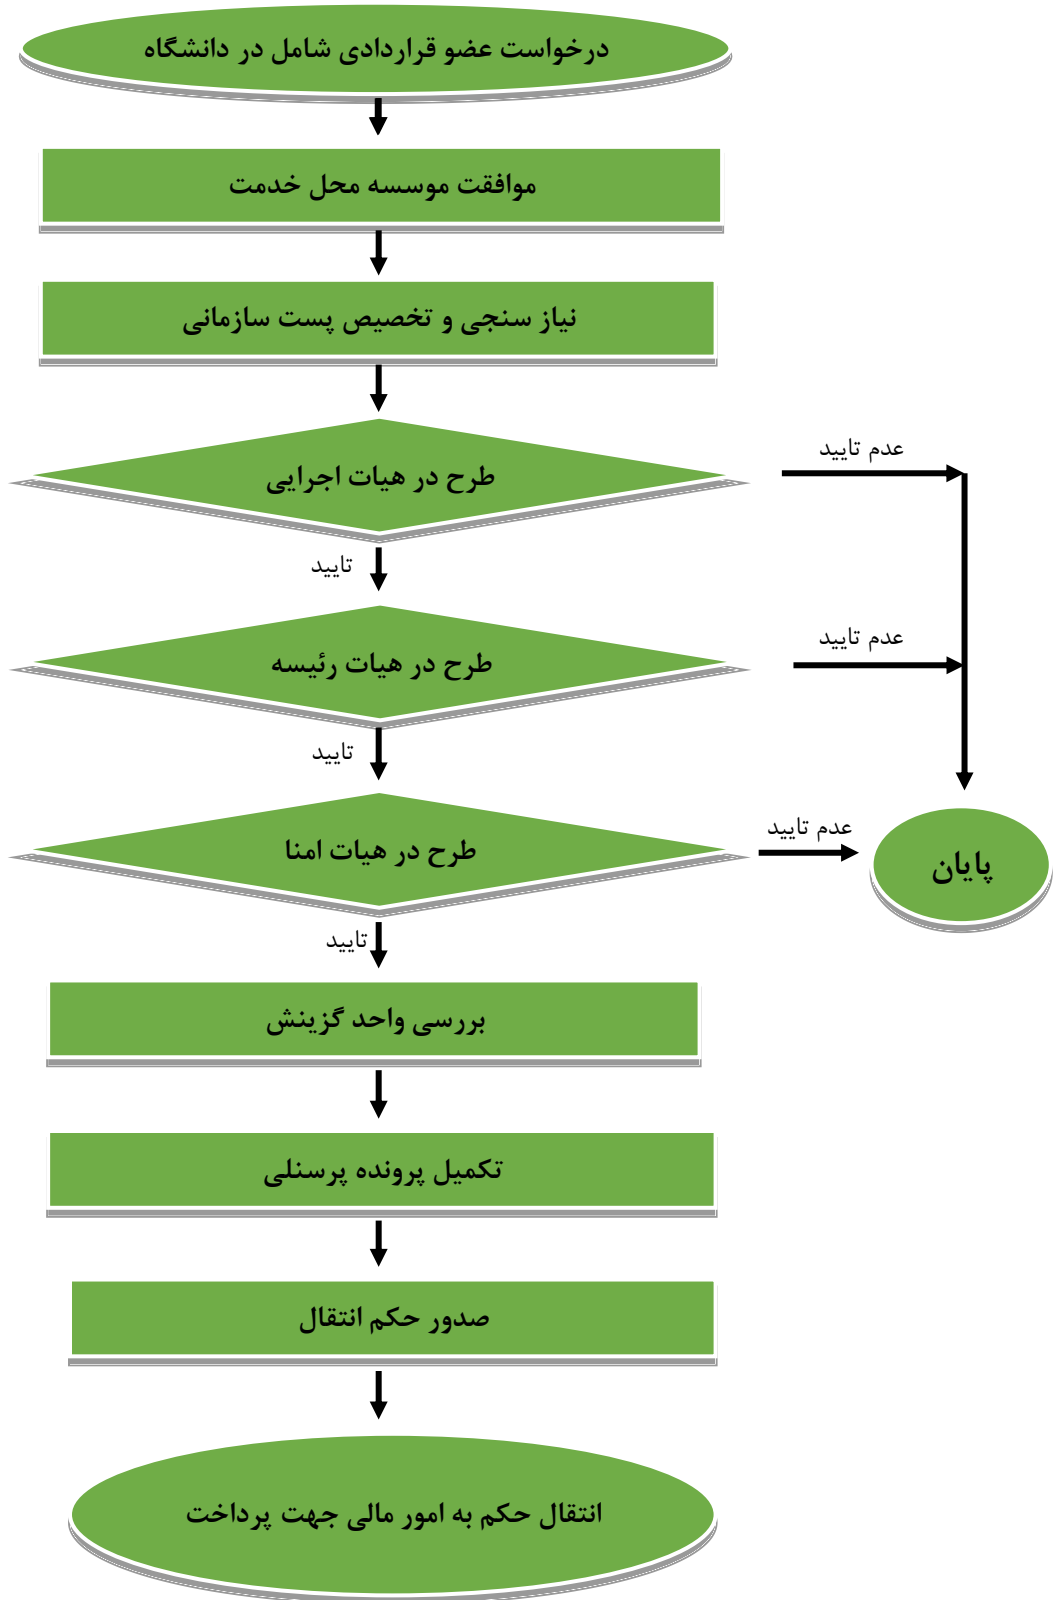 درخواست عضو قراردادی شامل در دانشگاه
موافقت موسسه محل خدمت
نیاز سنجی و تخصیص پست سازمانی
طرح در هیات اجرایی
عدم تایید
تایید
طرح در هیات رئیسه
عدم تایید
تایید
طرح در هیات امنا
عدم تایید
پایان
تایید
بررسی واحد گزینش
تکمیل پرونده پرسنلی
صدور حکم انتقال
انتقال حکم به امور مالی جهت پرداخت